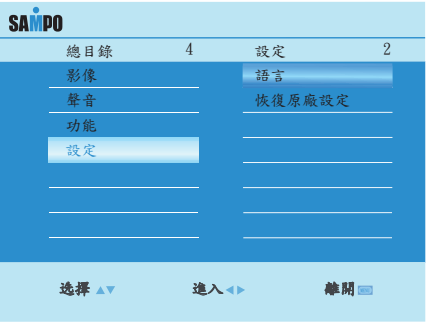 SAMPO
總目錄 4 設定 2
影像 語言
聲音 恢復原廠設定
功能
設定
选擇 ▲▼ 進入 ◀▶ 離開